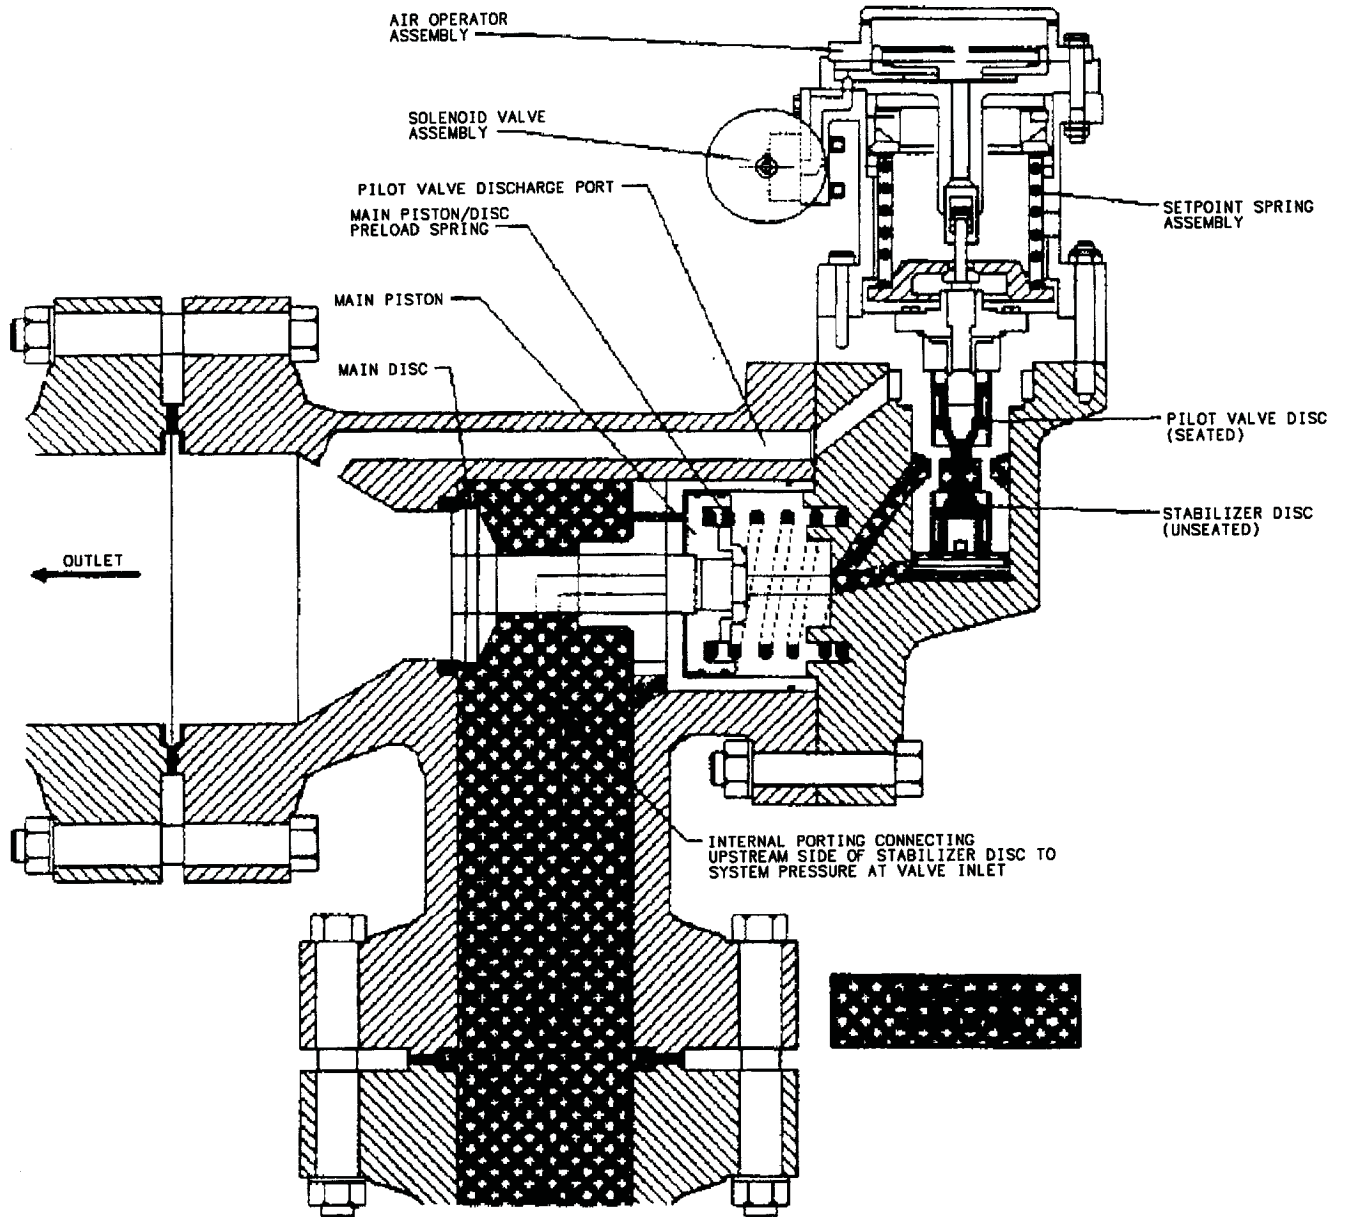 AIR OPERATOR
ASSEMBLY
SOLENOID VALVE
ASSEMBLY
PILOT VALVE DISCHARGE PORT
MAIN PISTON/DISC
PRELOAD SPRING
SETPOINT SPRING
ASSEMBLY
MAIN PISTON
MAIN DISC
PILOT VALVE DISC
(SEATED)
STABILIZER DISC
(UNSEATED)
OUTLET
INTERNAL PORTING CONNECTING
UPSTREAM SIDE OF STABILIZER DISC TO
SYSTEM PRESSURE AT VALVE INLET